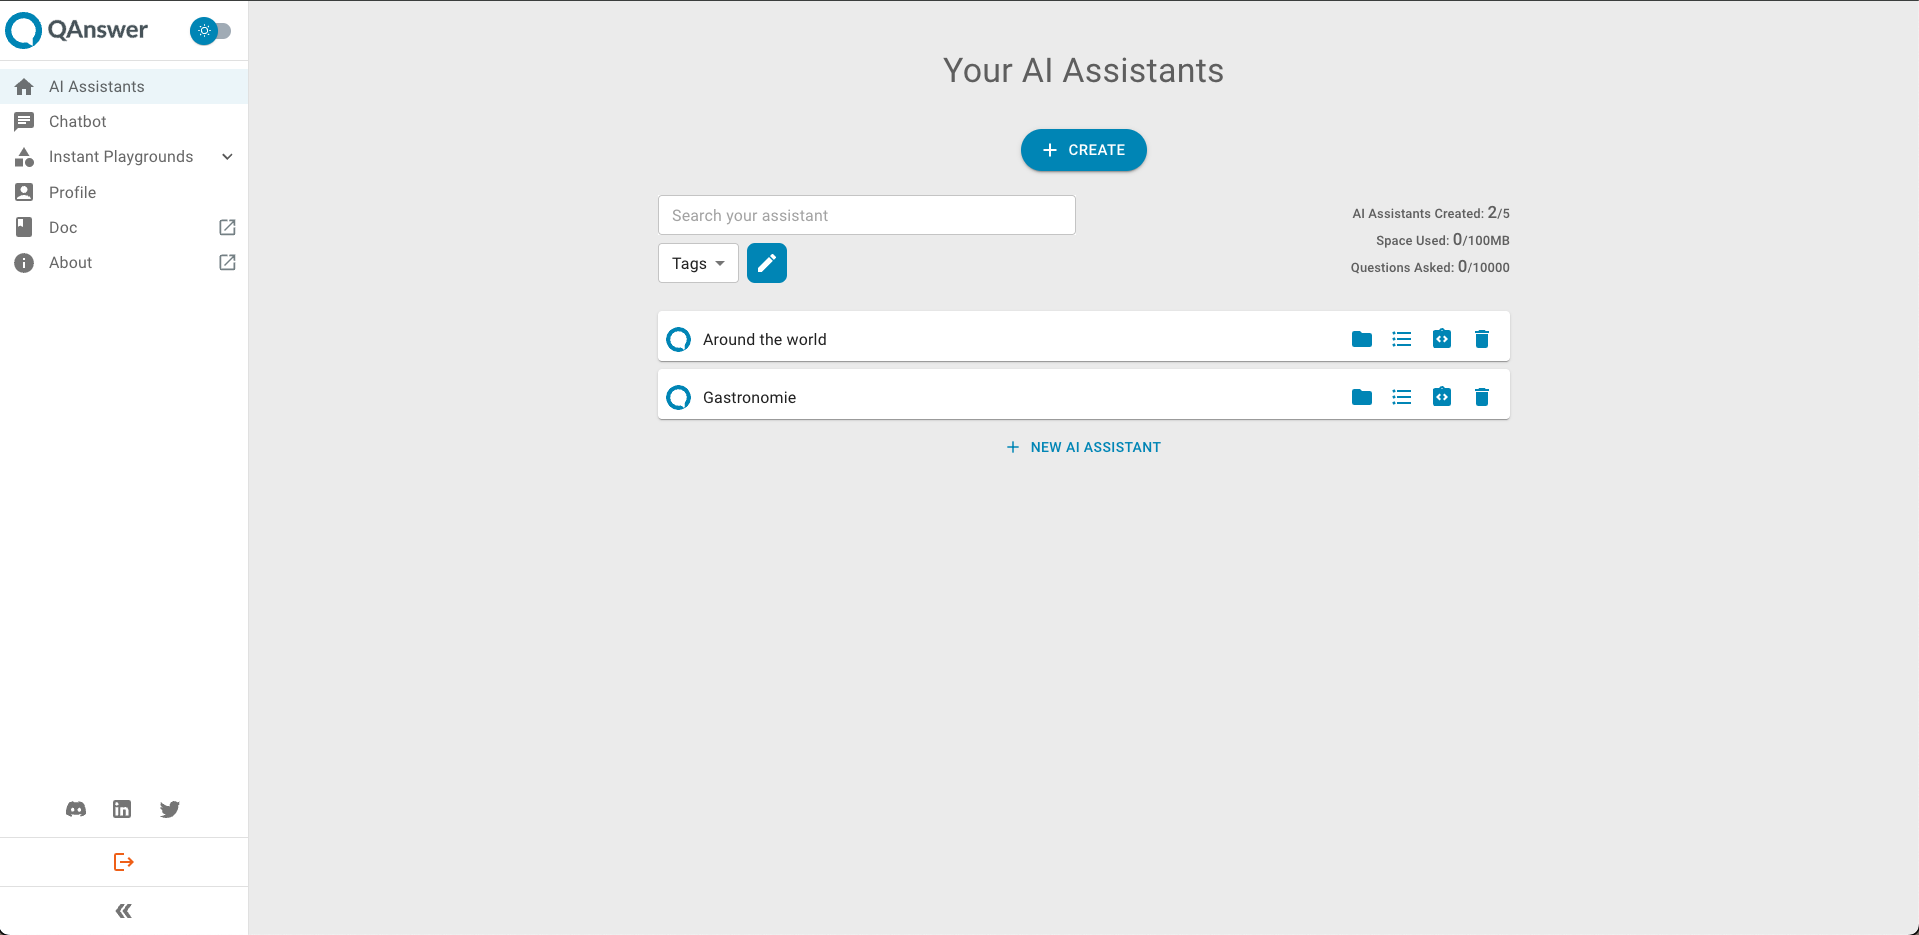 QAnswer
AI Assistants
Chatbot
Instant Playgrounds
Profile
Doc
About
Your AI Assistants
CREATE
Search your assistant
Tags
AI Assistants Created: 2/5
Space Used: 0/100MB
Questions Asked: 0/10000
Around the world
Gastronomie
NEW AI ASSISTANT